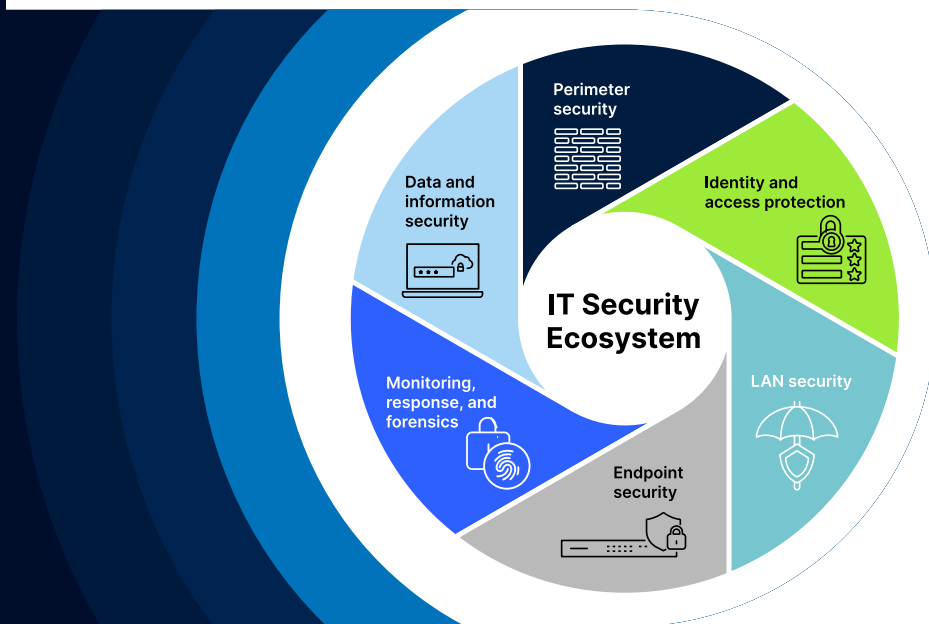 IT Security
Ecosystem
Perimeter
security
Identity and
access protection
LAN security
Endpoint
security
Monitoring,
response, and
forensics
Data and
information
security